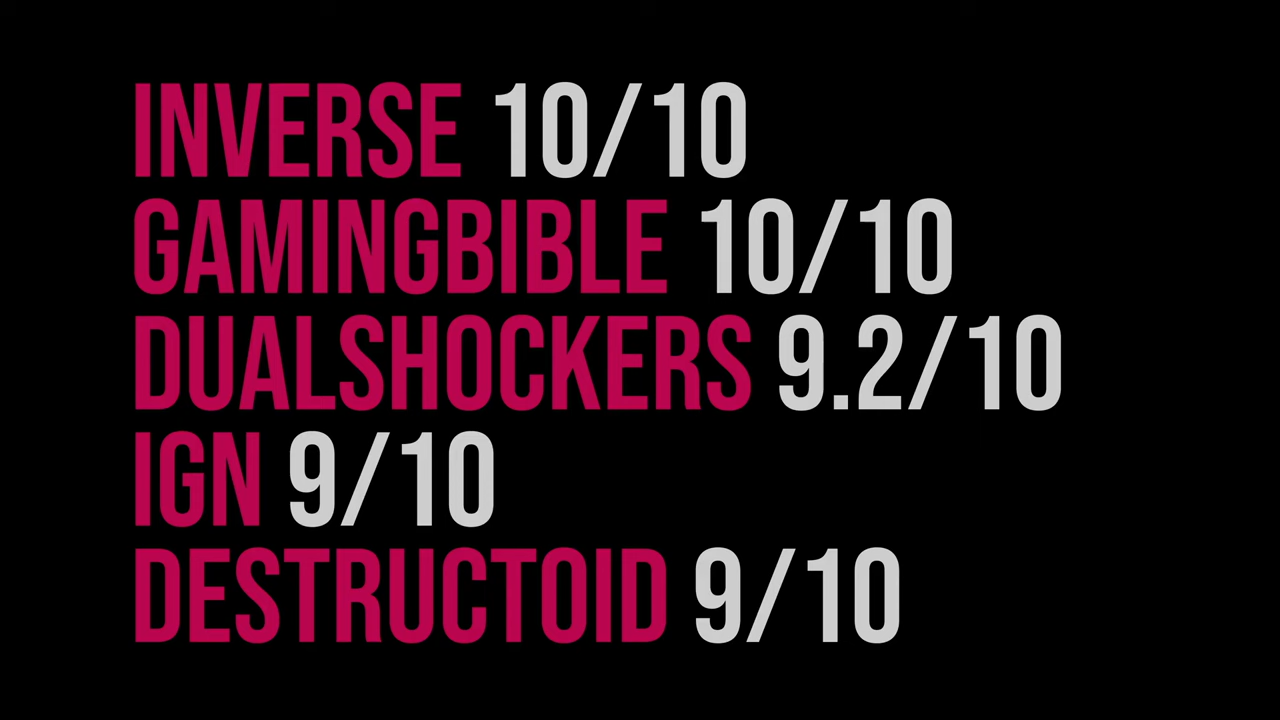 INVERSE 10/10
GAMINGBIBLE 10/10
DUALSHOCKERS 9.2/10
IGN 9/10
DESTRUCTOID 9/10